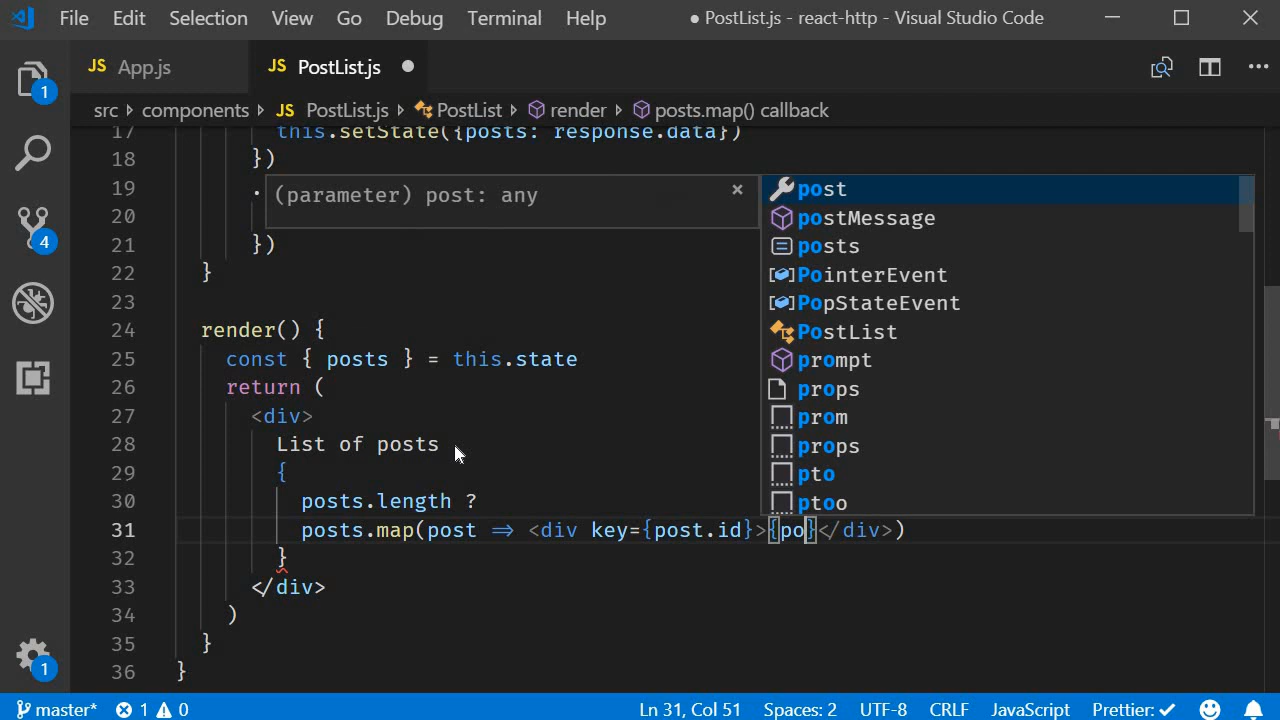 File Edit Selection View Go Debug Terminal Help ● PostList.js - react-http - Visual Studio Code
JS App.js JS PostList.js
src components JS PostList.js PostList render posts.map() callback
17 this.setState({posts: response.data})
18 })
19 .
20
21 })
22 }
23
24 render() {
25 const { posts } = this.state
26 return (
27 <div>
28 List of posts
29 {
30 posts.length ?
31 posts.map(post => <div key={post.id}>{po}</div>)
32 }
33 </div>
34 )
35 }
36 }
(parameter) post: any ×
post
postMessage
posts
PointerEvent
PopStateEvent
PostList
prompt
props
prom
props
pto
ptoo
1
4
1
master* 1 0 Ln 31, Col 51 Spaces: 2 UTF-8 CRLF JavaScript Prettier: ✓